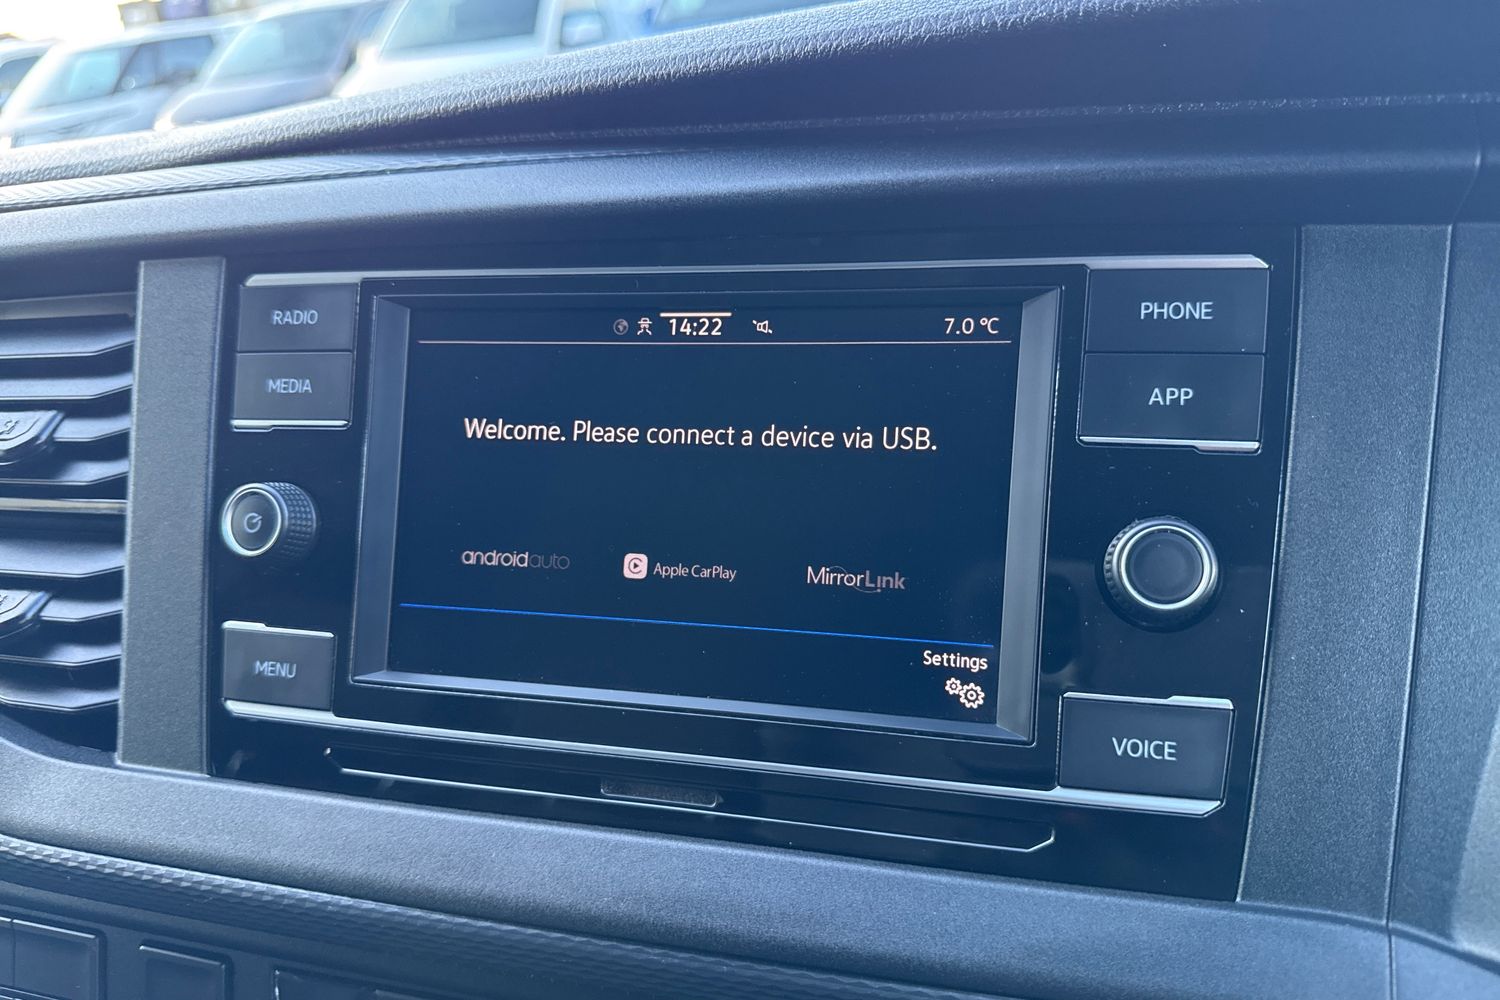 RADIO
MEDIA
MENU
14:22
7.0 °C
Welcome. Please connect a device via USB.
androidauto
Apple CarPlay
MirrorLink
Settings
PHONE
APP
VOICE